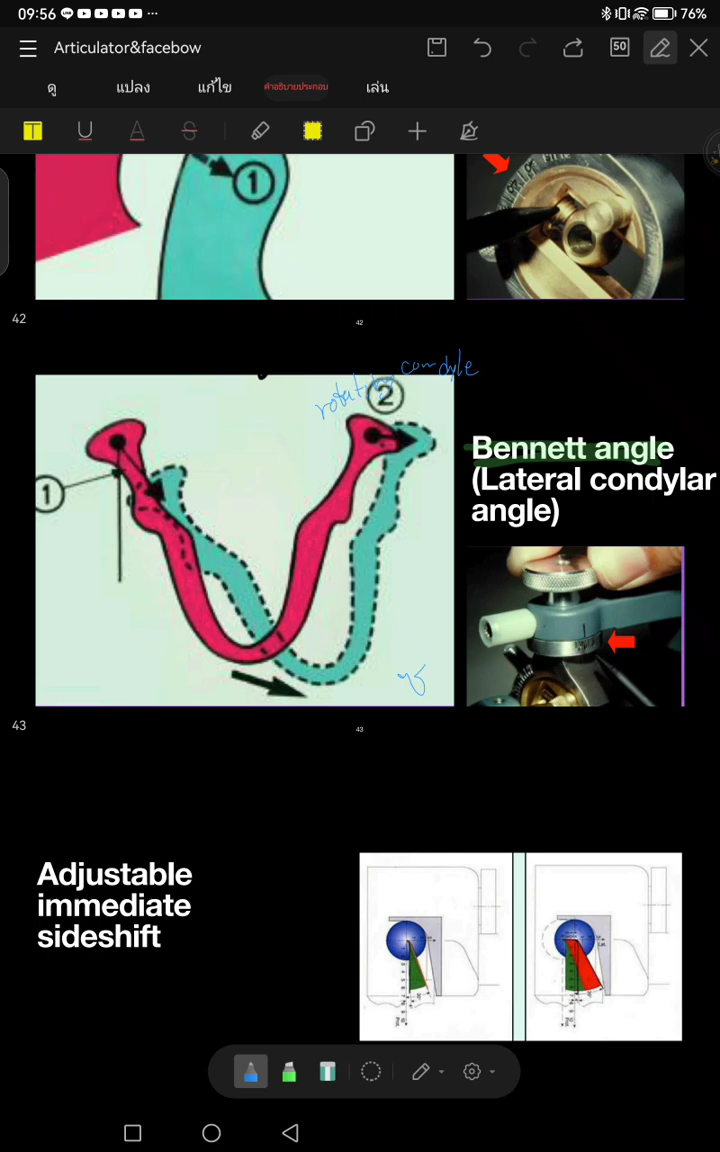 09:56
76%
Articulator&facebow
50
ดู
แปลง
แก้ไข
คำอธิบายประกอบ
เล่น
T U A S
1
42
42
condyle
2
1
Bennett angle
(Lateral condylar
angle)
43
43
Adjustable
immediate
sideshift